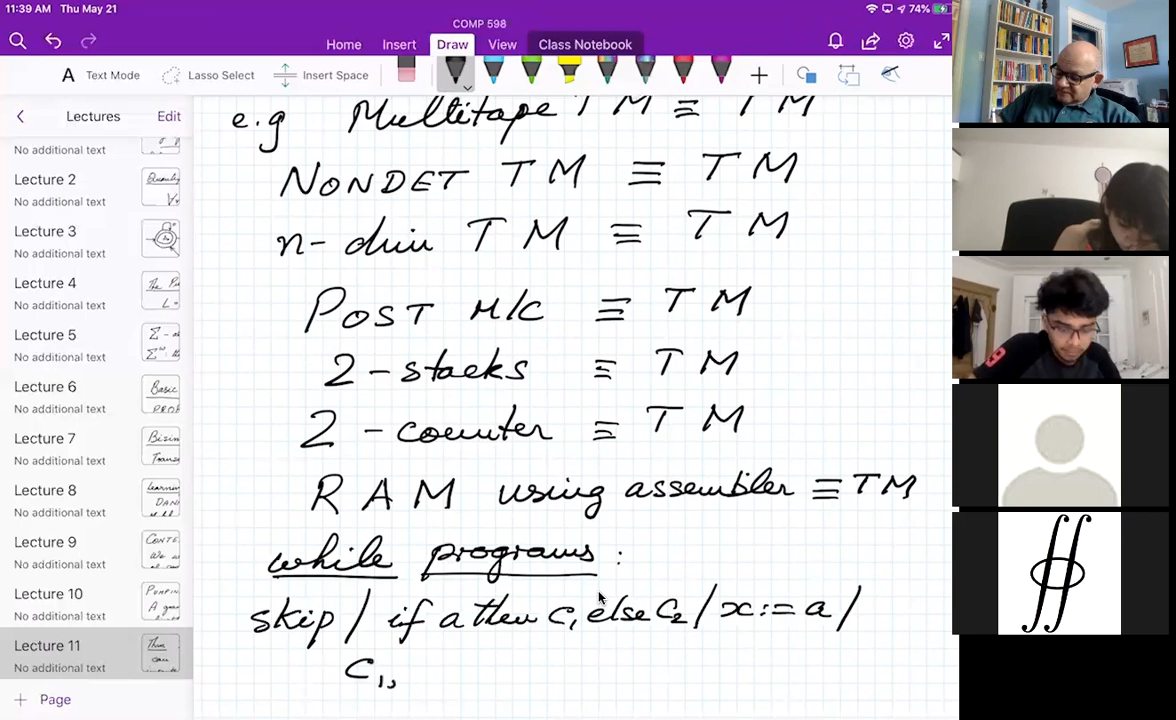 11:39 AM Thu May 21
74%
COMP 598
Home Insert Draw View Class Notebook
A Text Mode Lasso Select Insert Space
Lectures Edit
No additional text
Lecture 2
No additional text
Lecture 3
No additional text
Lecture 4
No additional text
Lecture 5
No additional text
Lecture 6
No additional text
Lecture 7
No additional text
Lecture 8
No additional text
Lecture 9
No additional text
Lecture 10
No additional text
Lecture 11
No additional text
+ Page
e.g Multitape TM ≡ TM
NONDET TM ≡ TM
n-dim TM ≡ TM
POST M/C ≡ TM
2-stacks ≡ TM
2-counter ≡ TM
RAM using assembler ≡ TM
while programs :
skip / if a then C₁ else C₂ / x := a /
C₁;
∯